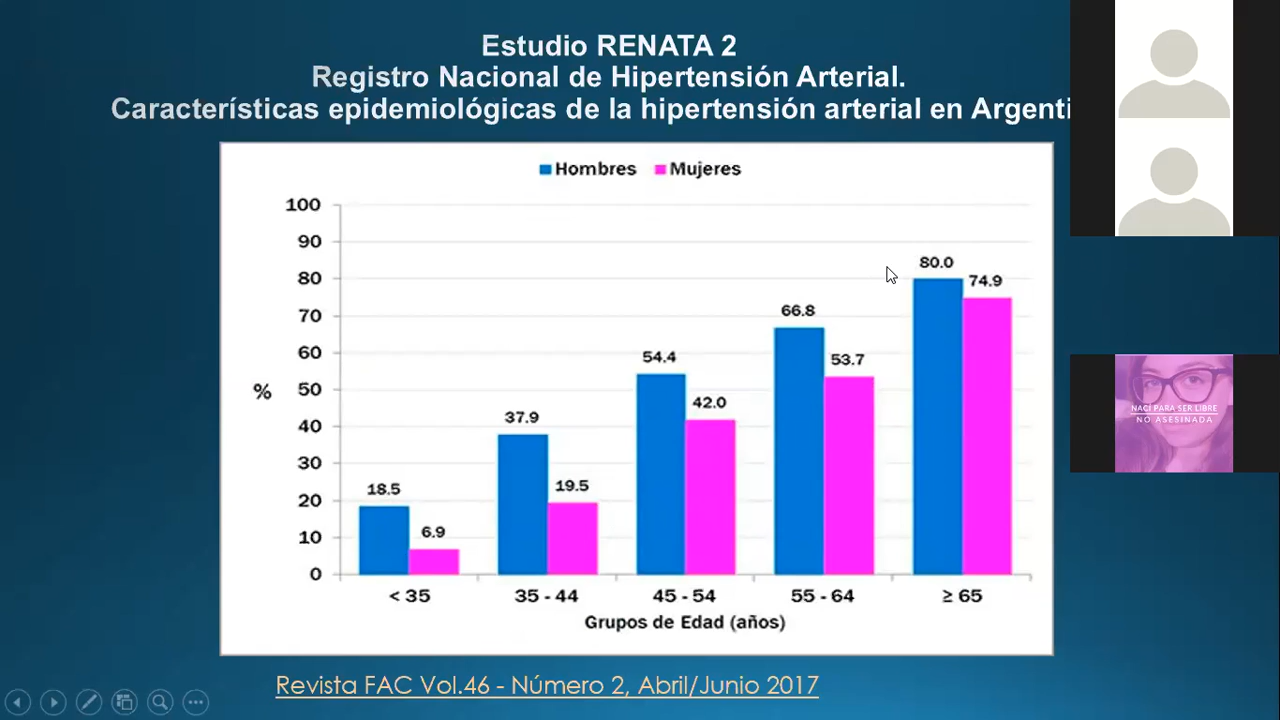 Estudio RENATA 2
Registro Nacional de Hipertensión Arterial.
Características epidemiológicas de la hipertensión arterial en Argenti
Hombres Mujeres
100
90
80
70
60
50
40
30
20
10
0
%
18.5
6.9
37.9
19.5
54.4
42.0
66.8
53.7
80.0
74.9
< 35 35 - 44 45 - 54 55 - 64 ≥ 65
Grupos de Edad (años)
Revista FAC Vol.46 - Número 2, Abril/Junio 2017
NACÍ PARA SER LIBRE
NO ASESINADA